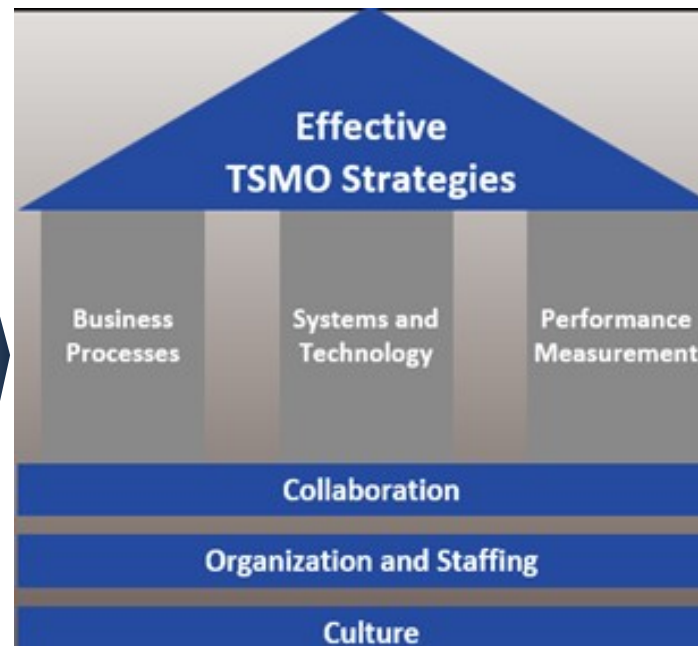 Effective
TSMO Strategies
Business
Processes
Systems and
Technology
Performance
Measurement
Collaboration
Organization and Staffing
Culture